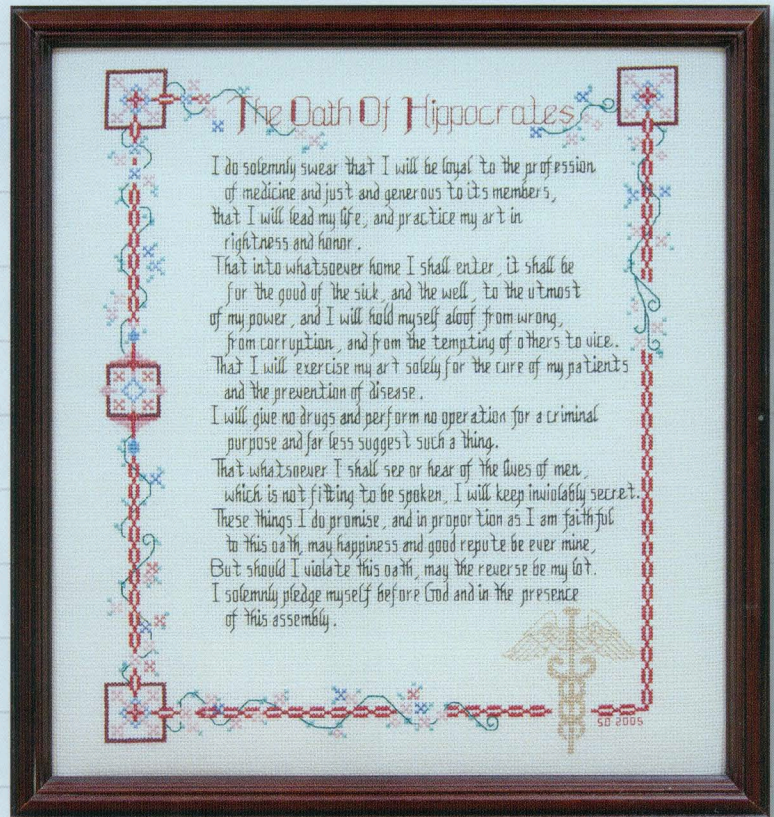 The Oath Of Hippocrates
I do solemnly swear that I will be loyal to the profession
of medicine and just and generous to its members,
that I will lead my life, and practice my art in
rightness and honor.
That into whatsoever home I shall enter, it shall be
for the good of the sick, and the well, to the utmost
of my power, and I will hold myself aloof from wrong,
from corruption, and from the tempting of others to vice.
That I will exercise my art solely for the cure of my patients
and the prevention of disease.
I will give no drugs and perform no operation for a criminal
purpose and far less suggest such a thing.
That whatsoever I shall see or hear of the lives of men,
which is not fitting to be spoken, I will keep inviolably secret.
These things I do promise, and in proportion as I am faithful
to this oath, may happiness and good repute be ever mine,
But should I violate this oath, may the reverse be my lot.
I solemnly pledge myself before God and in the presence
of this assembly.
SD 2005